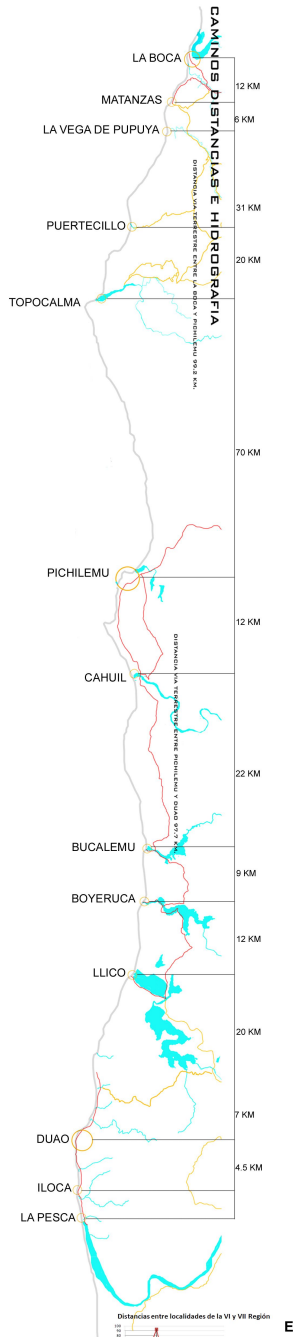 CAMINOS DISTANCIAS E HIDROGRAFIA
DISTANCIA VIA TERRESTRE ENTRE LA BOCA Y PICHILEMU 99.2 KM.
LA BOCA
12 KM
MATANZAS
6 KM
LA VEGA DE PUPUYA
31 KM
PUERTECILLO
20 KM
TOPOCALMA
70 KM
PICHILEMU
12 KM
DISTANCIA VIA TERRESTRE ENTRE PICHILEMU Y DUAO 97.7 KM.
CAHUIL
22 KM
BUCALEMU
9 KM
BOYERUCA
12 KM
LLICO
20 KM
7 KM
DUAO
4.5 KM
ILOCA
LA PESCA
Distancias entre localidades de la VI y VII Región
100
90
80
E